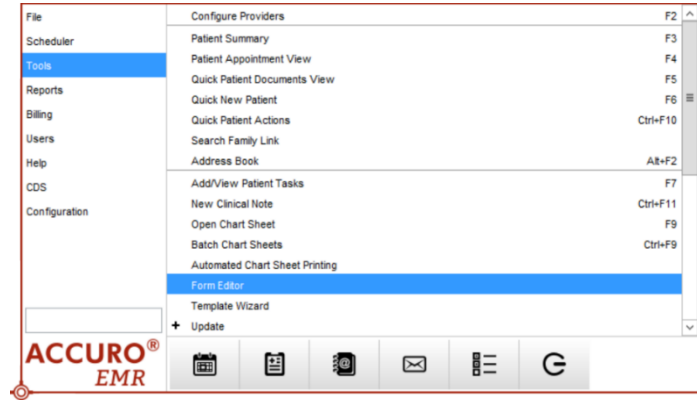 File
Scheduler
Tools
Reports
Billing
Users
Help
CDS
Configuration
Configure Providers F2
Patient Summary F3
Patient Appointment View F4
Quick Patient Documents View F5
Quick New Patient F6
Quick Patient Actions Ctrl+F10
Search Family Link
Address Book Alt+F2
Add/View Patient Tasks F7
New Clinical Note Ctrl+F11
Open Chart Sheet F9
Batch Chart Sheets Ctrl+F9
Automated Chart Sheet Printing
Form Editor
Template Wizard
+ Update
ACCURO®
EMR